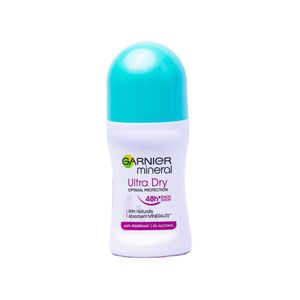 GARNIER
mineral
Ultra Dry
OPTIMAL PROTECTION
48h*
With Naturally
Absorbent MINERALITE™
ANTI-PERSPIRANT | 0% ALCOHOL